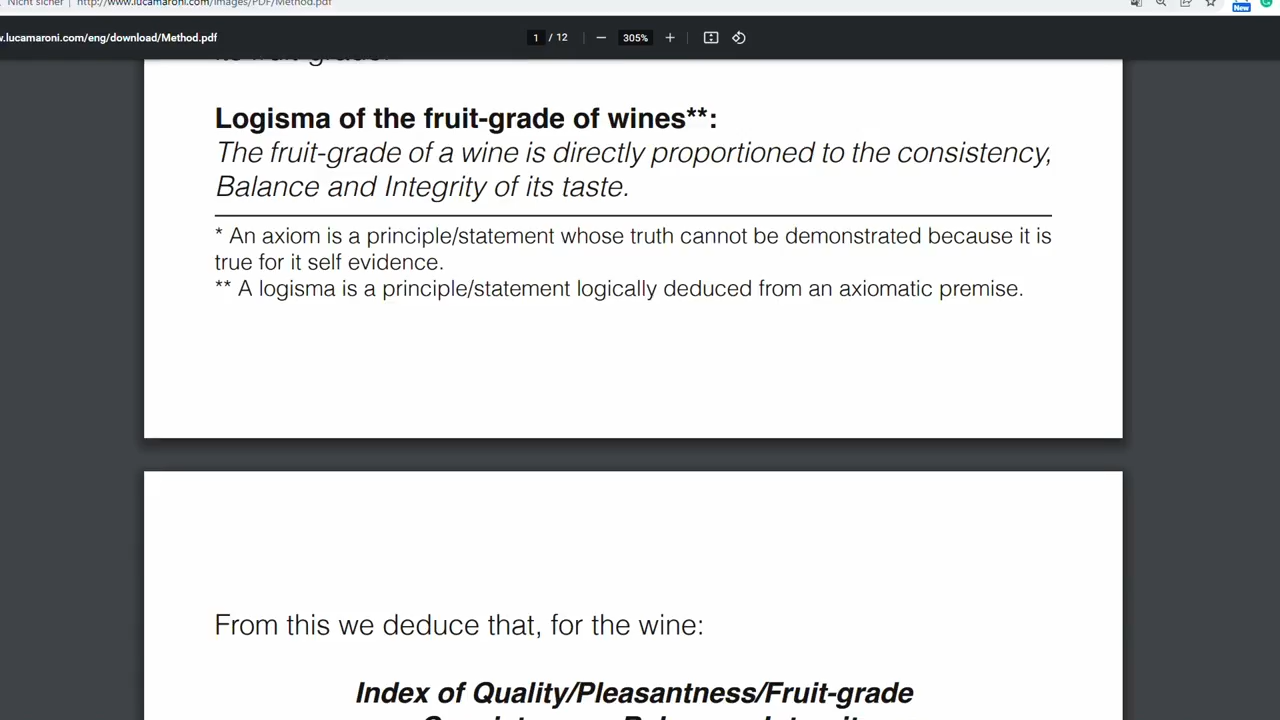 Nicht sicher | http://www.lucamaroni.com/images/PDF/Method.pdf
New
w.lucamaroni.com/eng/download/Method.pdf
1 / 12 − 305% +
its fruit-grade.
Logisma of the fruit-grade of wines**:
The fruit-grade of a wine is directly proportioned to the consistency,
Balance and Integrity of its taste.
* An axiom is a principle/statement whose truth cannot be demonstrated because it is
true for it self evidence.
** A logisma is a principle/statement logically deduced from an axiomatic premise.
From this we deduce that, for the wine:
Index of Quality/Pleasantness/Fruit-grade